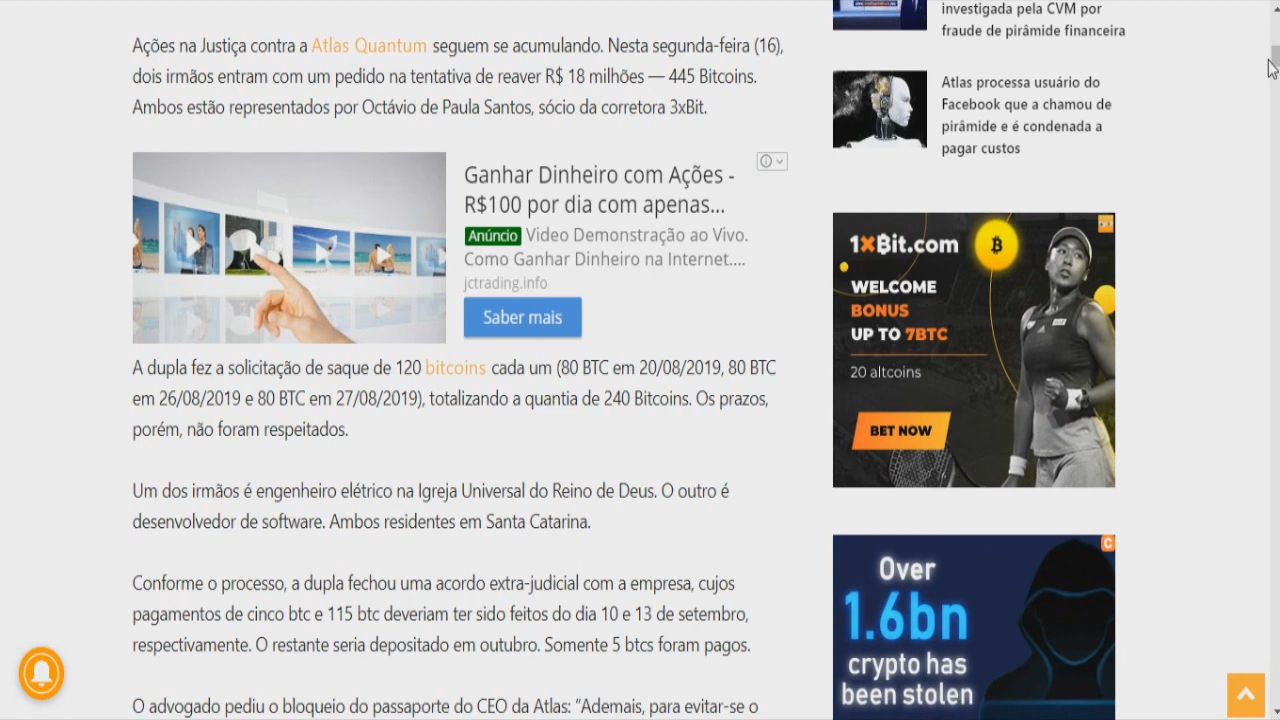 Ações na Justiça contra a Atlas Quantum seguem se acumulando. Nesta segunda-feira (16),
dois irmãos entram com um pedido na tentativa de reaver R$ 18 milhões — 445 Bitcoins.
Ambos estão representados por Octávio de Paula Santos, sócio da corretora 3xBit.
Ganhar Dinheiro com Ações -
R$100 por dia com apenas...
Anúncio Video Demonstração ao Vivo.
Como Ganhar Dinheiro na Internet....
jctrading.info
Saber mais
A dupla fez a solicitação de saque de 120 bitcoins cada um (80 BTC em 20/08/2019, 80 BTC
em 26/08/2019 e 80 BTC em 27/08/2019), totalizando a quantia de 240 Bitcoins. Os prazos,
porém, não foram respeitados.
Um dos irmãos é engenheiro elétrico na Igreja Universal do Reino de Deus. O outro é
desenvolvedor de software. Ambos residentes em Santa Catarina.
Conforme o processo, a dupla fechou uma acordo extra-judicial com a empresa, cujos
pagamentos de cinco btc e 115 btc deveriam ter sido feitos do dia 10 e 13 de setembro,
respectivamente. O restante seria depositado em outubro. Somente 5 btcs foram pagos.
O advogado pediu o bloqueio do passaporte do CEO da Atlas: “Ademais, para evitar-se o
investigada pela CVM por
fraude de pirâmide financeira
Atlas processa usuário do
Facebook que a chamou de
pirâmide e é condenada a
pagar custos
1xBit.com
WELCOME
BONUS
UP TO 7BTC
20 altcoins
BET NOW
Over
1.6bn
crypto has
been stolen